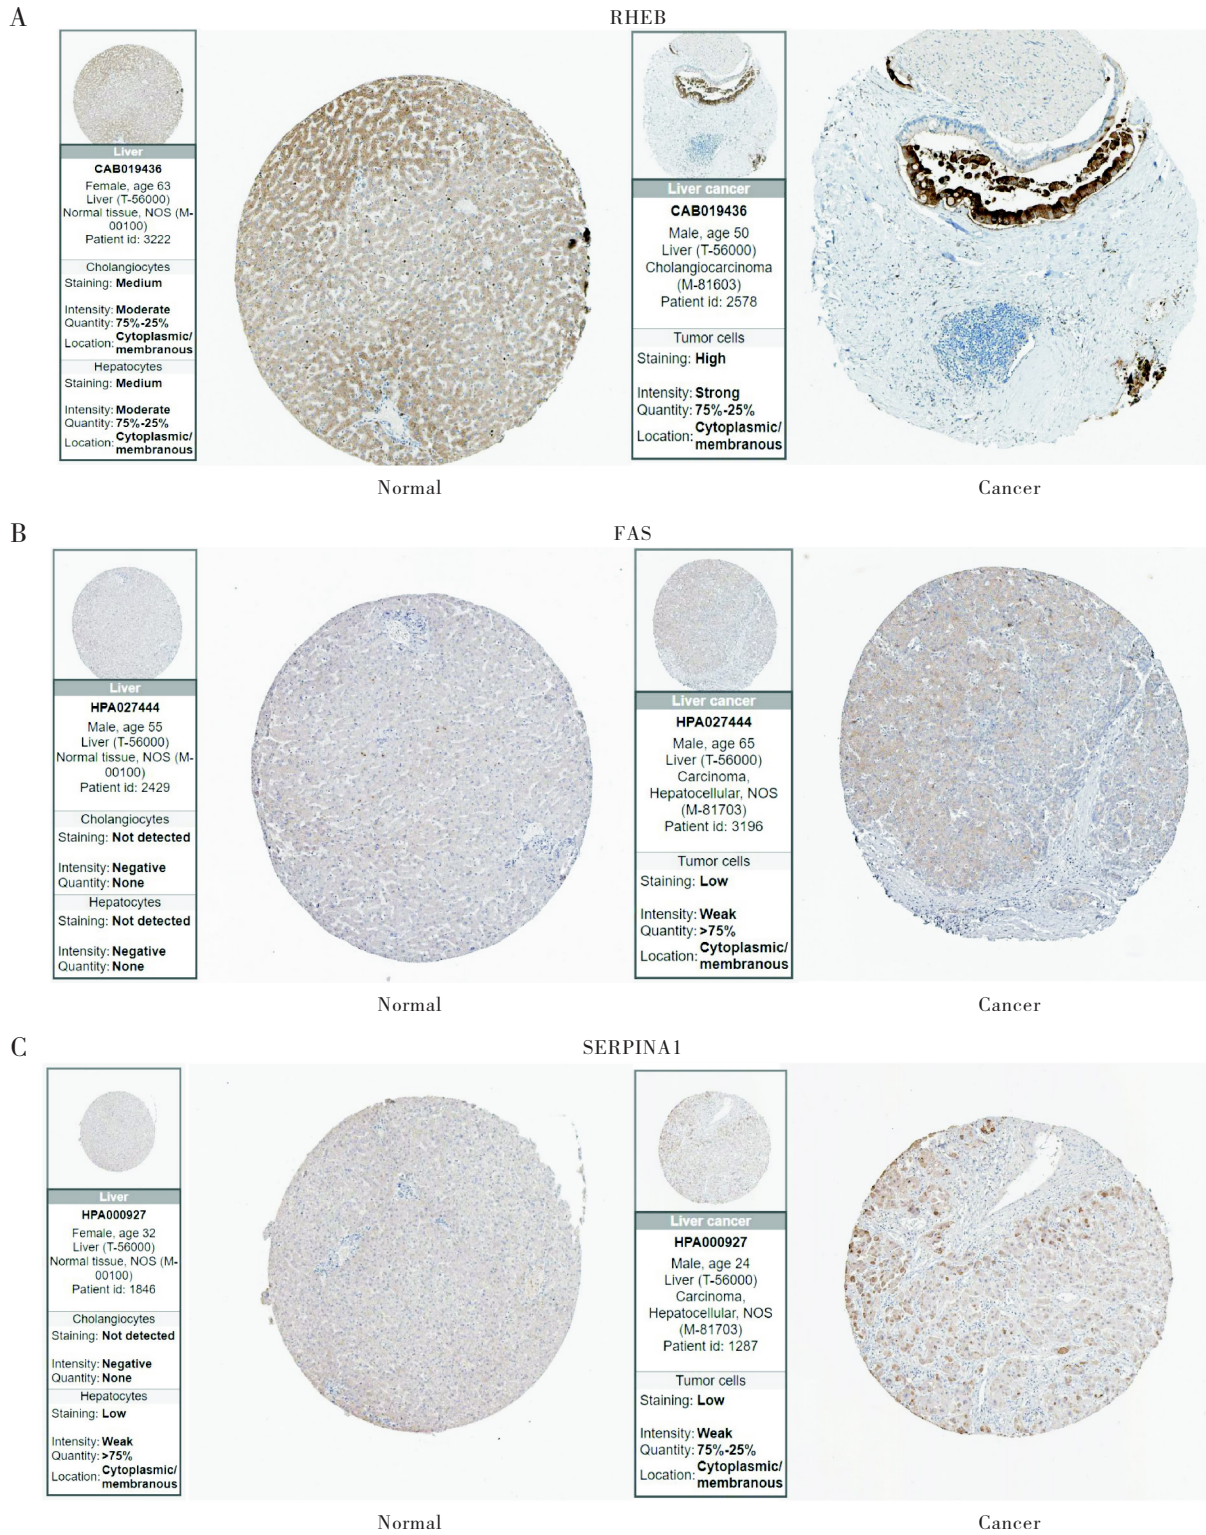 A
RHEB
Liver
CAB019436
Female, age 63
Liver (T-56000)
Normal tissue, NOS (M-
00100)
Patient id: 3222
Cholangiocytes
Staining: Medium
Intensity: Moderate
Quantity: 75%-25%
Location: Cytoplasmic/
membranous
Hepatocytes
Staining: Medium
Intensity: Moderate
Quantity: 75%-25%
Location: Cytoplasmic/
membranous
Normal
Liver cancer
CAB019436
Male, age 50
Liver (T-56000)
Cholangiocarcinoma
(M-81603)
Patient id: 2578
Tumor cells
Staining: High
Intensity: Strong
Quantity: 75%-25%
Location: Cytoplasmic/
membranous
Cancer
B
FAS
Liver
HPA027444
Male, age 55
Liver (T-56000)
Normal tissue, NOS (M-
00100)
Patient id: 2429
Cholangiocytes
Staining: Not detected
Intensity: Negative
Quantity: None
Hepatocytes
Staining: Not detected
Intensity: Negative
Quantity: None
Normal
Liver cancer
HPA027444
Male, age 65
Liver (T-56000)
Carcinoma,
Hepatocellular, NOS
(M-81703)
Patient id: 3196
Tumor cells
Staining: Low
Intensity: Weak
Quantity: >75%
Location: Cytoplasmic/
membranous
Cancer
C
SERPINA1
Liver
HPA000927
Female, age 32
Liver (T-56000)
Normal tissue, NOS (M-
00100)
Patient id: 1846
Cholangiocytes
Staining: Not detected
Intensity: Negative
Quantity: None
Hepatocytes
Staining: Low
Intensity: Weak
Quantity: >75%
Location: Cytoplasmic/
membranous
Normal
Liver cancer
HPA000927
Male, age 24
Liver (T-56000)
Carcinoma,
Hepatocellular, NOS
(M-81703)
Patient id: 1287
Tumor cells
Staining: Low
Intensity: Weak
Quantity: 75%-25%
Location: Cytoplasmic/
membranous
Cancer